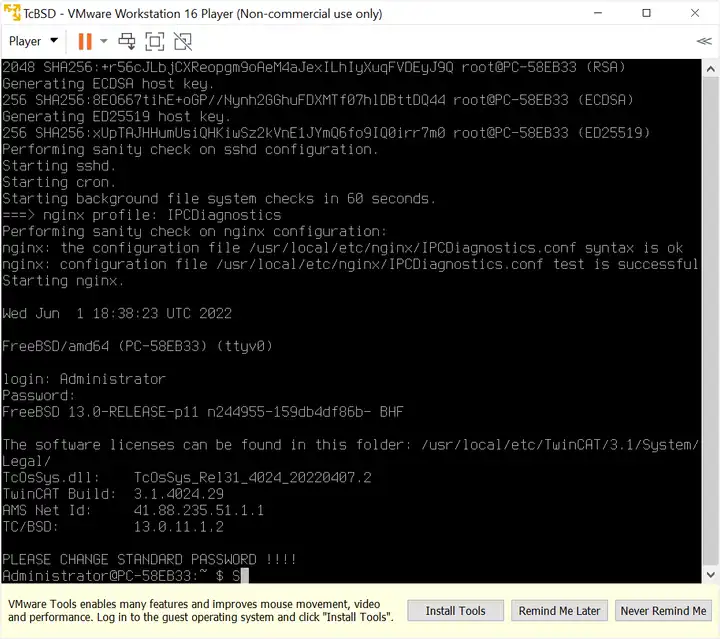 TcBSD - VMware Workstation 16 Player (Non-commercial use only)
Player
2048 SHA256:+r56cJLbjCXReopgm9oAeM4aJexILhIyXuqFVDEyJ9Q root@PC-58EB33 (RSA)
Generating ECDSA host key.
256 SHA256:8EO667tihE+oGP//Nynh2GGhuFDXMTf07hlDBttDQ44 root@PC-58EB33 (ECDSA)
Generating ED25519 host key.
256 SHA256:xUpTAJHHumUsiQHKiwSz2kVnE1JYmQ6fo9IQ0irr7m0 root@PC-58EB33 (ED25519)
Performing sanity check on sshd configuration.
Starting sshd.
Starting cron.
Starting background file system checks in 60 seconds.
===> nginx profile: IPCDiagnostics
Performing sanity check on nginx configuration:
nginx: the configuration file /usr/local/etc/nginx/IPCDiagnostics.conf syntax is ok
nginx: configuration file /usr/local/etc/nginx/IPCDiagnostics.conf test is successful
Starting nginx.
Wed Jun  1 18:38:23 UTC 2022
FreeBSD/amd64 (PC-58EB33) (ttyv0)
login: Administrator
Password:
FreeBSD 13.0-RELEASE-p11 n244955-159db4df86b- BHF
The software licenses can be found in this folder: /usr/local/etc/TwinCAT/3.1/System/
Legal/
TcOsSys.dll:    TcOsSys_Rel31_4024_20220407.2
TwinCAT Build:  3.1.4024.29
AMS Net Id:     41.88.235.51.1.1
TC/BSD:         13.0.11.1,2
PLEASE CHANGE STANDARD PASSWORD !!!!
Administrator@PC-58EB33:~ $ S
VMware Tools enables many features and improves mouse movement, video
and performance. Log in to the guest operating system and click "Install Tools".
Install Tools
Remind Me Later
Never Remind Me